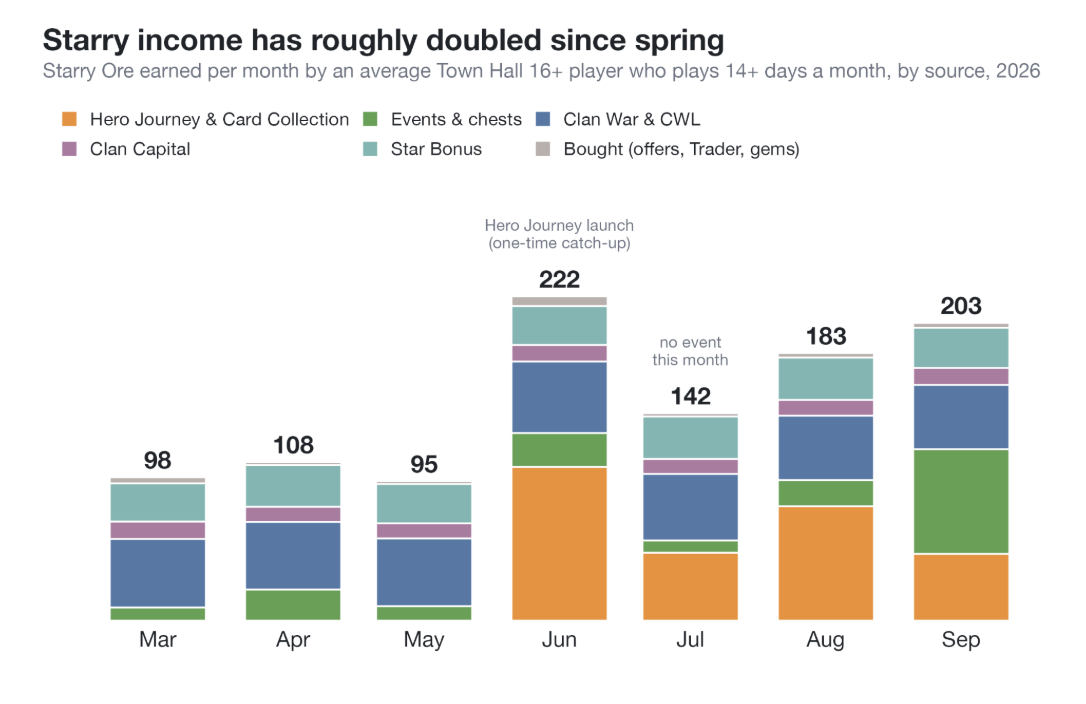 Starry income has roughly doubled since spring
Starry Ore earned per month by an average Town Hall 16+ player who plays 14+ days a month, by source, 2026
Hero Journey & Card Collection
Events & chests
Clan War & CWL
Clan Capital
Star Bonus
Bought (offers, Trader, gems)
Hero Journey launch
(one-time catch-up)
no event
this month
98
108
95
222
142
183
203
Mar
Apr
May
Jun
Jul
Aug
Sep